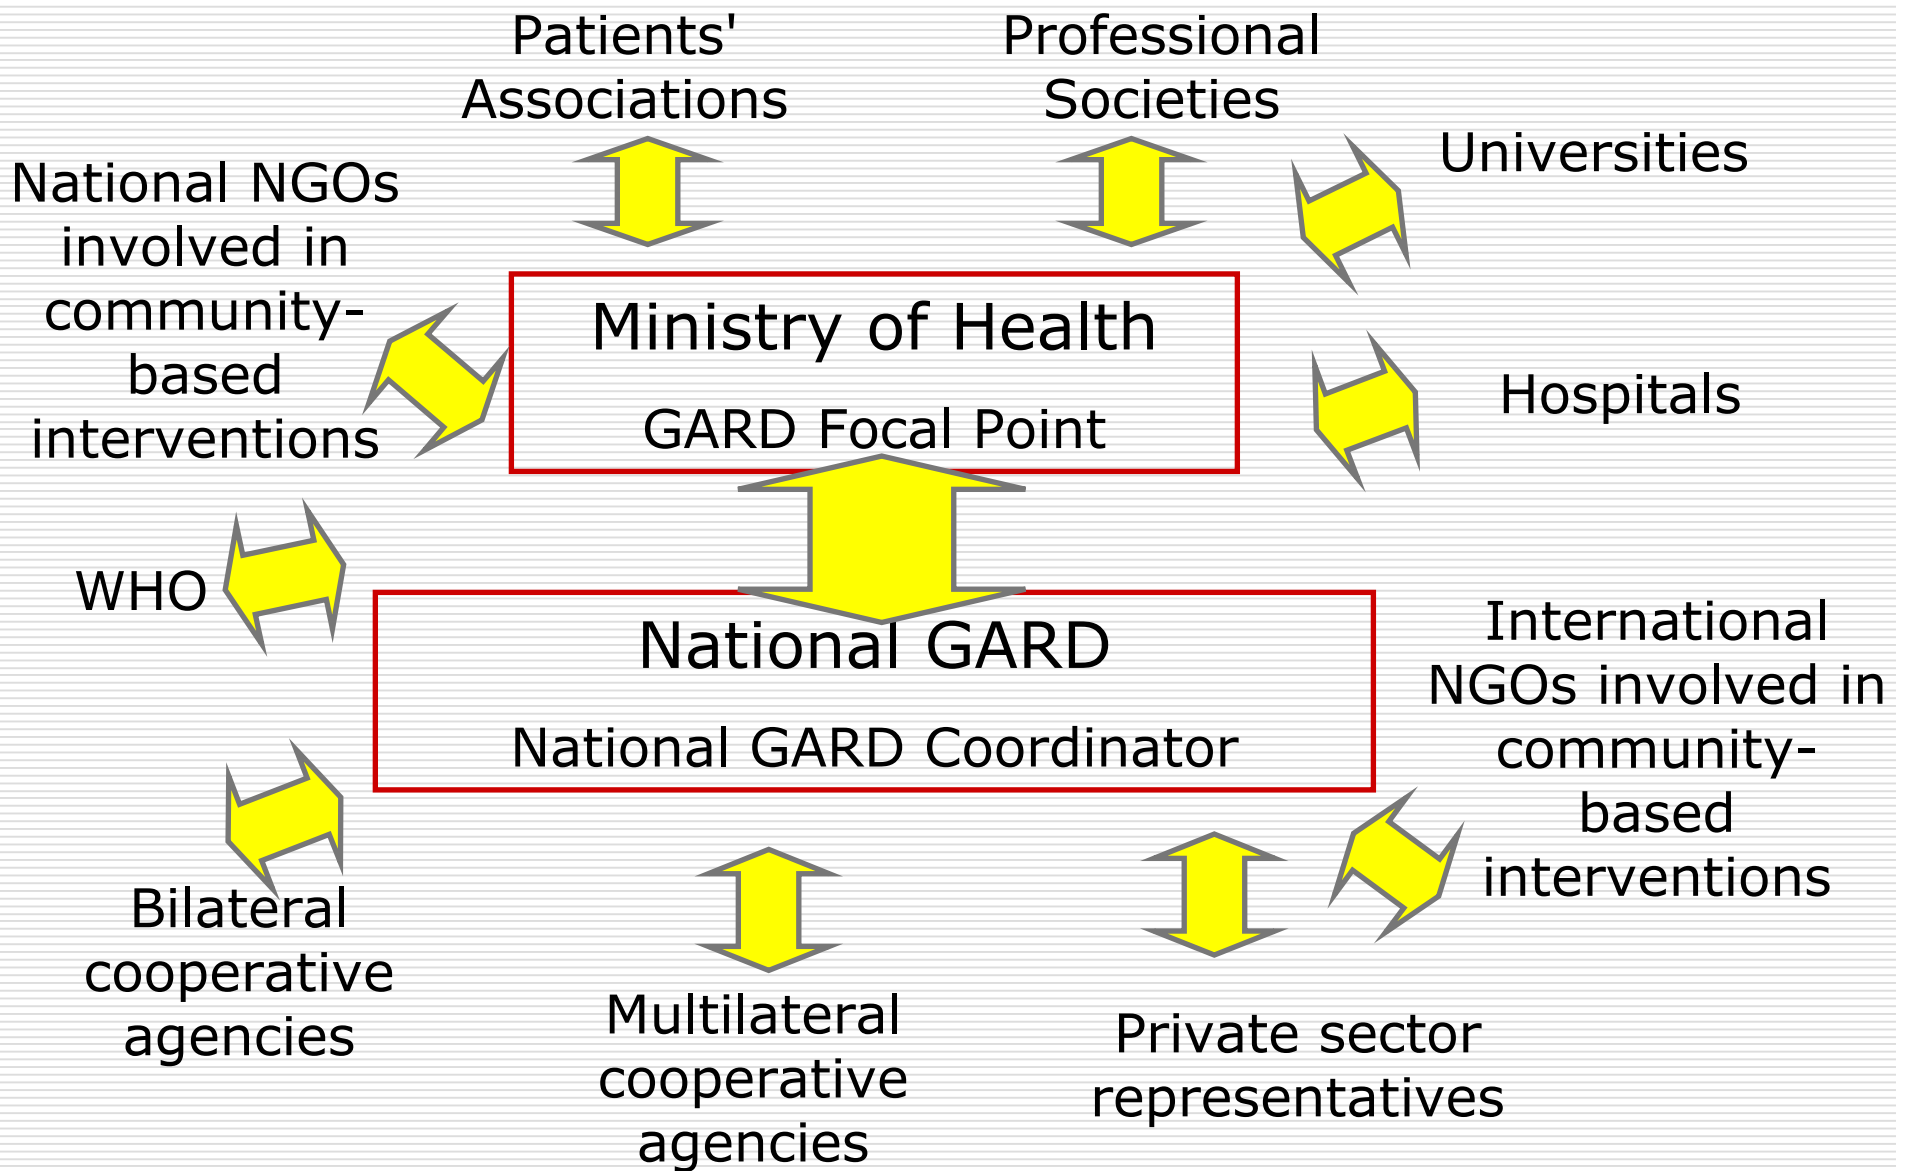 Patients'
Associations
Professional
Societies
Universities
National NGOs
involved in
community-
based
interventions
Ministry of Health
GARD Focal Point
Hospitals
WHO
National GARD
National GARD Coordinator
International
NGOs involved in
community-
based
interventions
Bilateral
cooperative
agencies
Multilateral
cooperative
agencies
Private sector
representatives